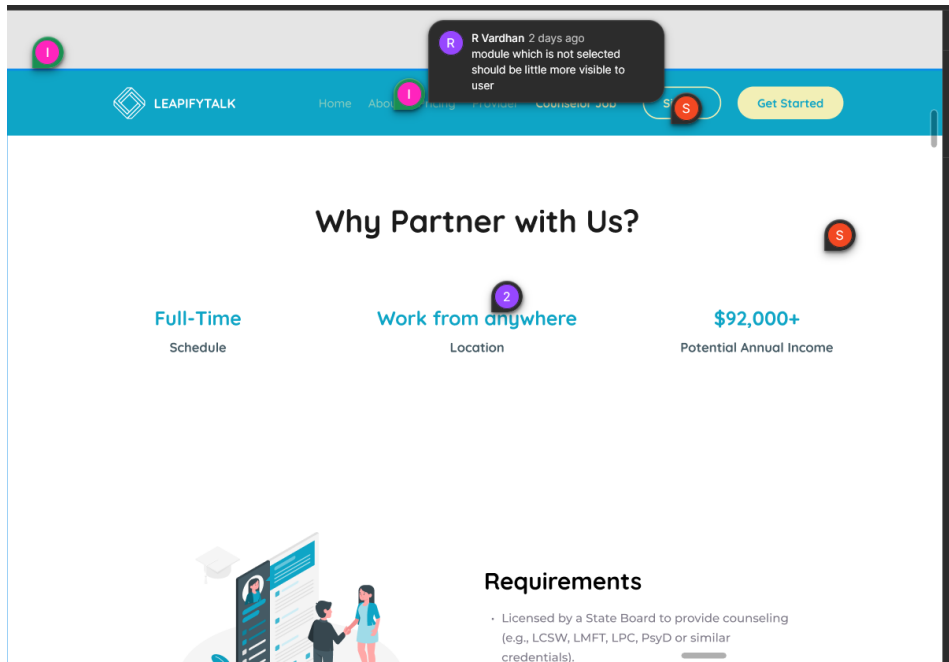 R Vardhan 2 days ago
module which is not selected
should be little more visible to
user
R
I
I
LEAPIFYTALK
Home
Counselor Job
S
Get Started
Why Partner with Us?
S
2
Full-Time
Work from anywhere
$92,000+
Schedule
Location
Potential Annual Income
Requirements
• Licensed by a State Board to provide counseling
(e.g., LCSW, LMFT, LPC, PsyD or similar
credentials).